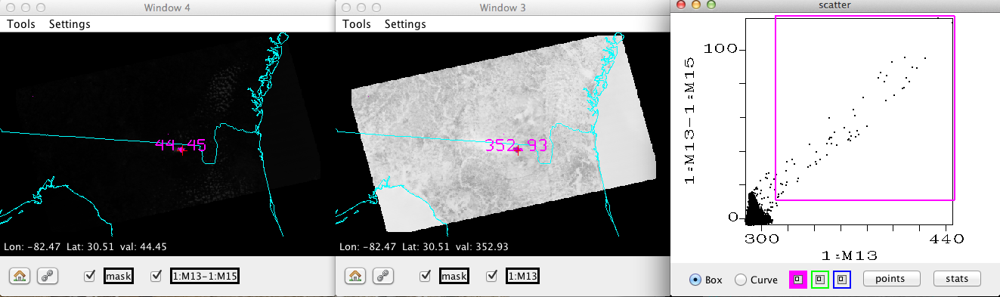 Window 4
Tools Settings
44.45
Lon: -82.47 Lat: 30.51 val: 44.45
mask 1:M13-1:M15
Window 3
Tools Settings
352.93
Lon: -82.47 Lat: 30.51 val: 352.93
mask 1:M13
scatter
100
1:M13-1:M15
0
300 440
1:M13
Box Curve points stats